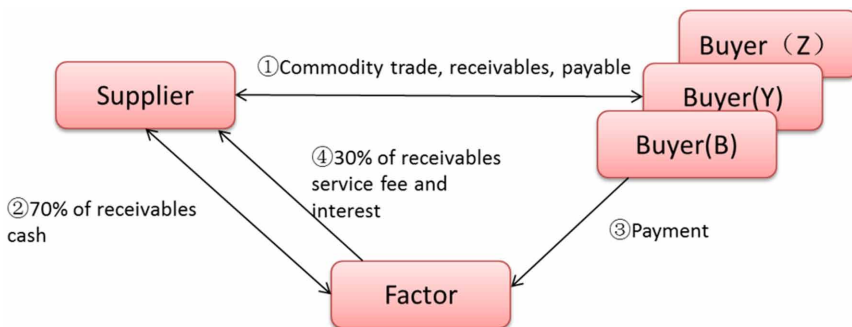 Buyer（Z）
①Commodity trade, receivables, payable
Supplier
Buyer(Y)
Buyer(B)
④30% of receivables
service fee and
interest
②70% of receivables
cash
③Payment
Factor